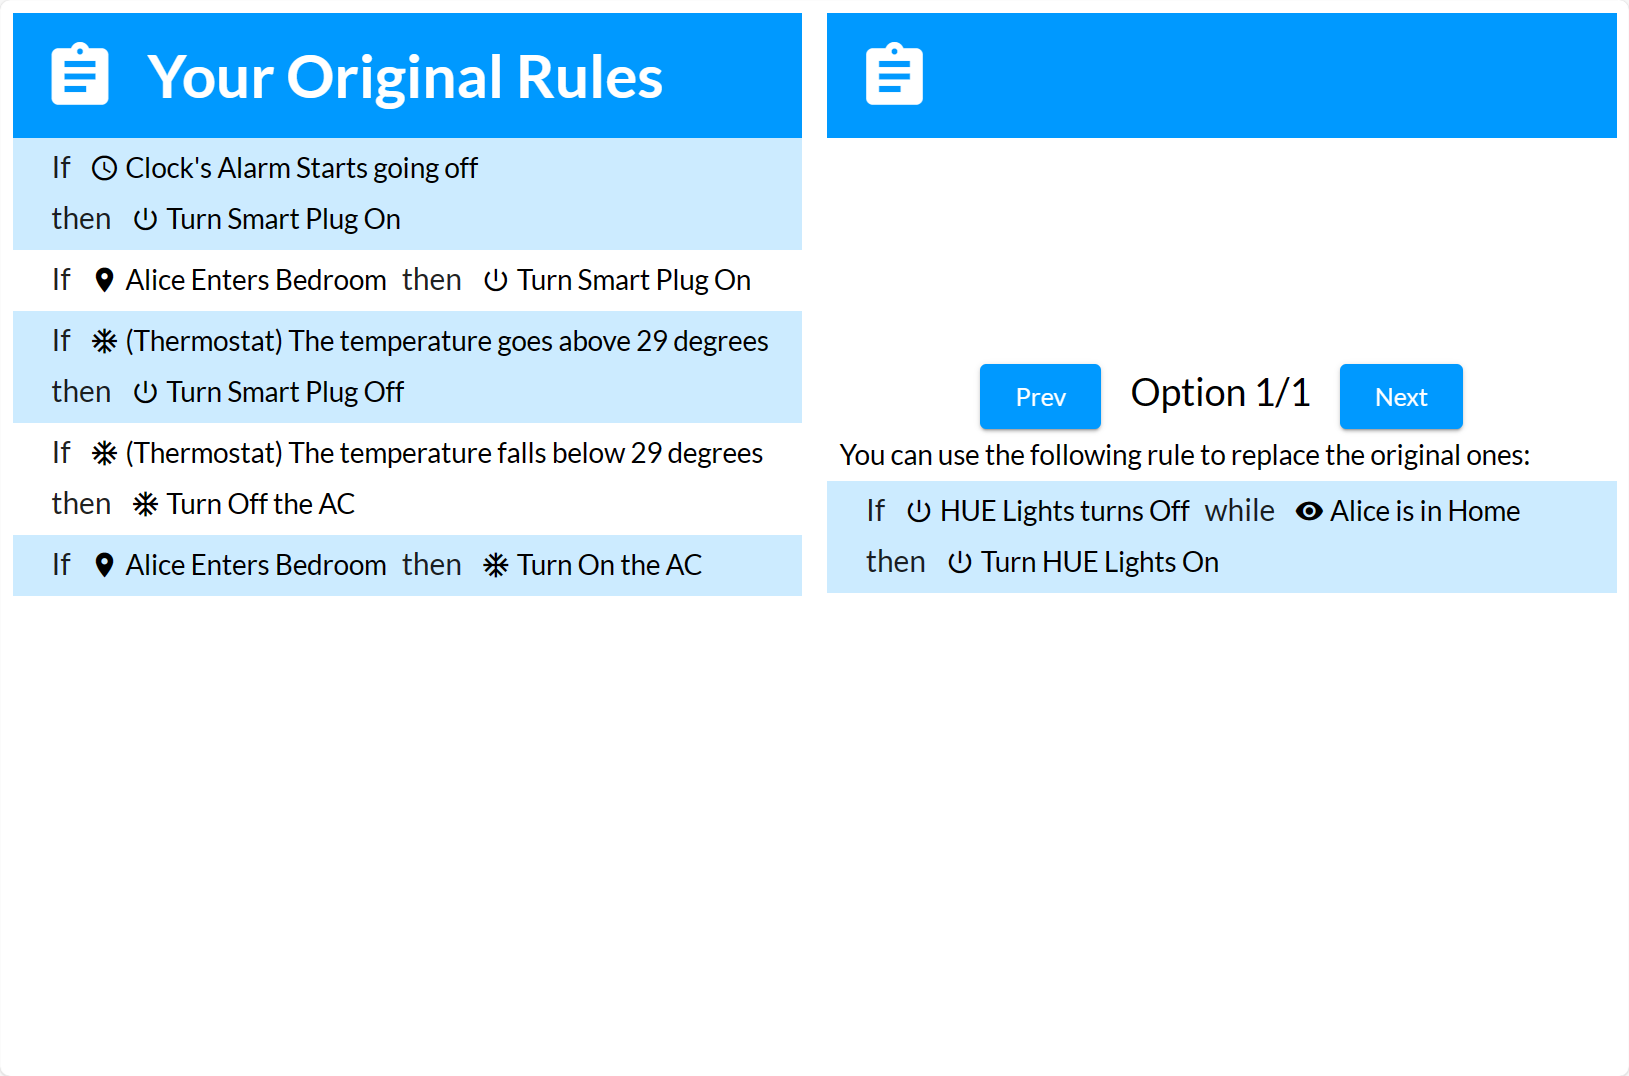 Your Original Rules
If Clock's Alarm Starts going off
then Turn Smart Plug On
If Alice Enters Bedroom then Turn Smart Plug On
If (Thermostat) The temperature goes above 29 degrees
then Turn Smart Plug Off
If (Thermostat) The temperature falls below 29 degrees
then Turn Off the AC
If Alice Enters Bedroom then Turn On the AC
Prev Option 1/1 Next
You can use the following rule to replace the original ones:
If HUE Lights turns Off while Alice is in Home
then Turn HUE Lights On